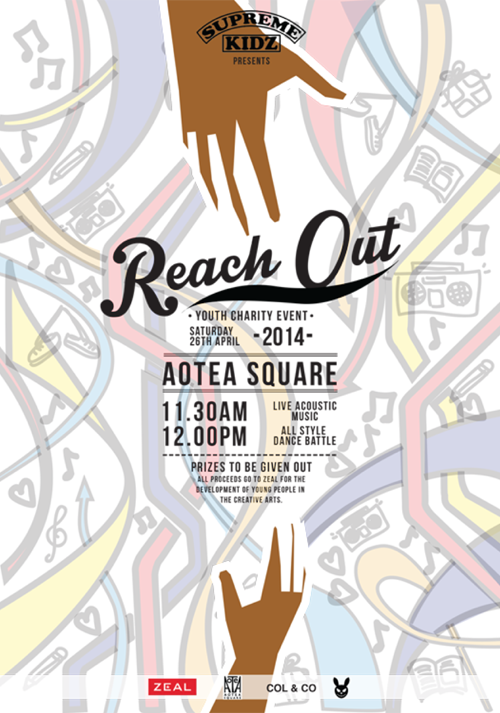 SUPREME
KIDZ
PRESENTS
Reach Out
• YOUTH CHARITY EVENT •
SATURDAY
26TH APRIL
-2014-
AOTEA SQUARE
11.30AM
LIVE ACOUSTIC
MUSIC
12.00PM
ALL STYLE
DANCE BATTLE
PRIZES TO BE GIVEN OUT
ALL PROCEEDS GO TO ZEAL FOR THE
DEVELOPMENT OF YOUNG PEOPLE IN
THE CREATIVE ARTS.
ZEAL
AOTEA
SQUARE
COL & CO